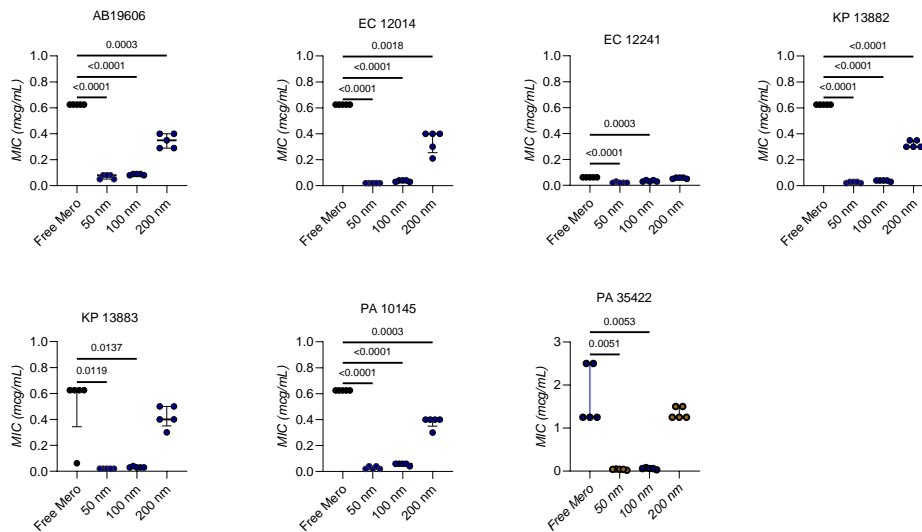 AB19606
0.0003
<0.0001
<0.0001
MIC (mcg/mL)
1.0
0.8
0.6
0.4
0.2
0.0
Free Mero
50 nm
100 nm
200 nm
EC 12014
0.0018
<0.0001
<0.0001
MIC (mcg/mL)
1.0
0.8
0.6
0.4
0.2
0.0
Free Mero
50 nm
100 nm
200 nm
EC 12241
0.0003
<0.0001
MIC (mcg/mL)
1.0
0.8
0.6
0.4
0.2
0.0
Free Mero
50 nm
100 nm
200 nm
KP 13882
<0.0001
<0.0001
<0.0001
MIC (mcg/mL)
1.0
0.8
0.6
0.4
0.2
0.0
Free Mero
50 nm
100 nm
200 nm
KP 13883
0.0137
0.0119
MIC (mcg/mL)
1.0
0.8
0.6
0.4
0.2
0.0
Free Mero
50 nm
100 nm
200 nm
PA 10145
0.0003
<0.0001
<0.0001
MIC (mcg/mL)
1.0
0.8
0.6
0.4
0.2
0.0
Free Mero
50 nm
100 nm
200 nm
PA 35422
0.0053
0.0051
MIC (mcg/mL)
3
2
1
0
Free Mero
50 nm
100 nm
200 nm